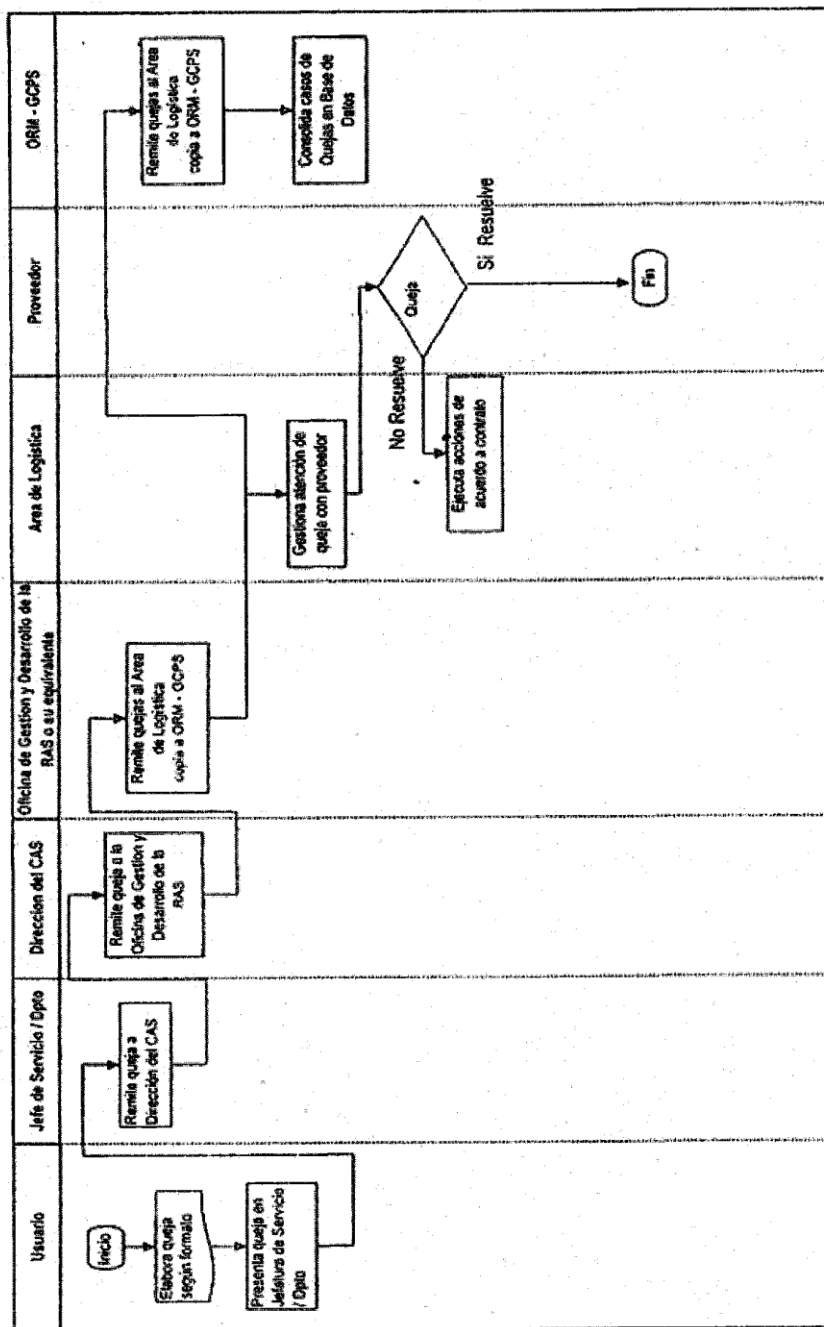 Usuario
Jefe de Servicio / Dpto
Direccion del CAS
Oficina de Gestion y Desarrollo de la
RAS o su equivalente
Area de Logistica
Proveedor
ORM - GCPS
Inicio
Elabora queja
según formato
Presenta queja en
Jefatura de Servicio
/ Dpto
Remite queja a
Dirección del CAS
Remite queja a la
Oficina de Gestion y
Desarrollo de la
RAS
Remite quejas al Area
de Logística
copia a ORM - GCPS
Gestiona atención de
queja con proveedor
Ejecuta acciones de
acuerdo a contrato
No Resuelve
Queja
Si Resuelve
Fin
Remite quejas al Area
de Logística
copia a ORM - GCPS
Consolida casos de
Quejas en Base de
Datos